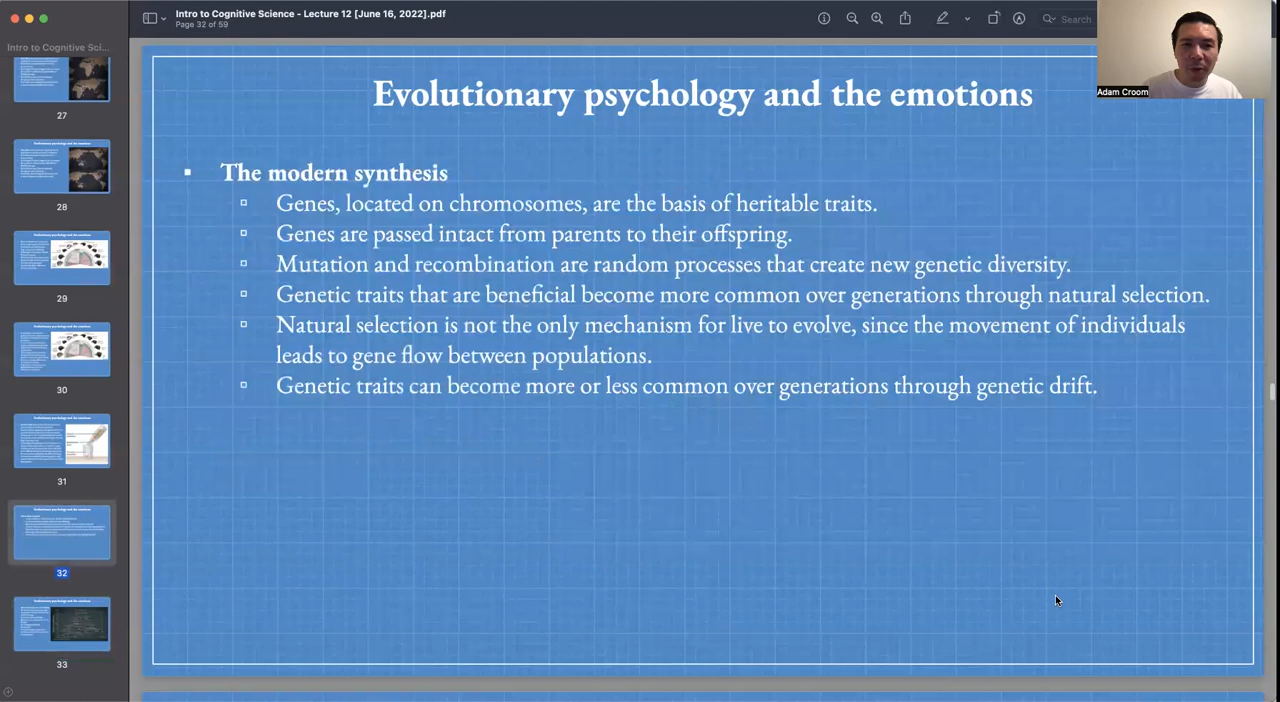 Intro to Cognitive Science - Lecture 12 [June 16, 2022].pdf
Page 32 of 59
Search
Intro to Cognitive Sci...
Adam Croom
Evolutionary psychology and the emotions
The modern synthesis
Genes, located on chromosomes, are the basis of heritable traits.
Genes are passed intact from parents to their offspring.
Mutation and recombination are random processes that create new genetic diversity.
Genetic traits that are beneficial become more common over generations through natural selection.
Natural selection is not the only mechanism for live to evolve, since the movement of individuals
leads to gene flow between populations.
Genetic traits can become more or less common over generations through genetic drift.
27
28
29
30
31
32
33